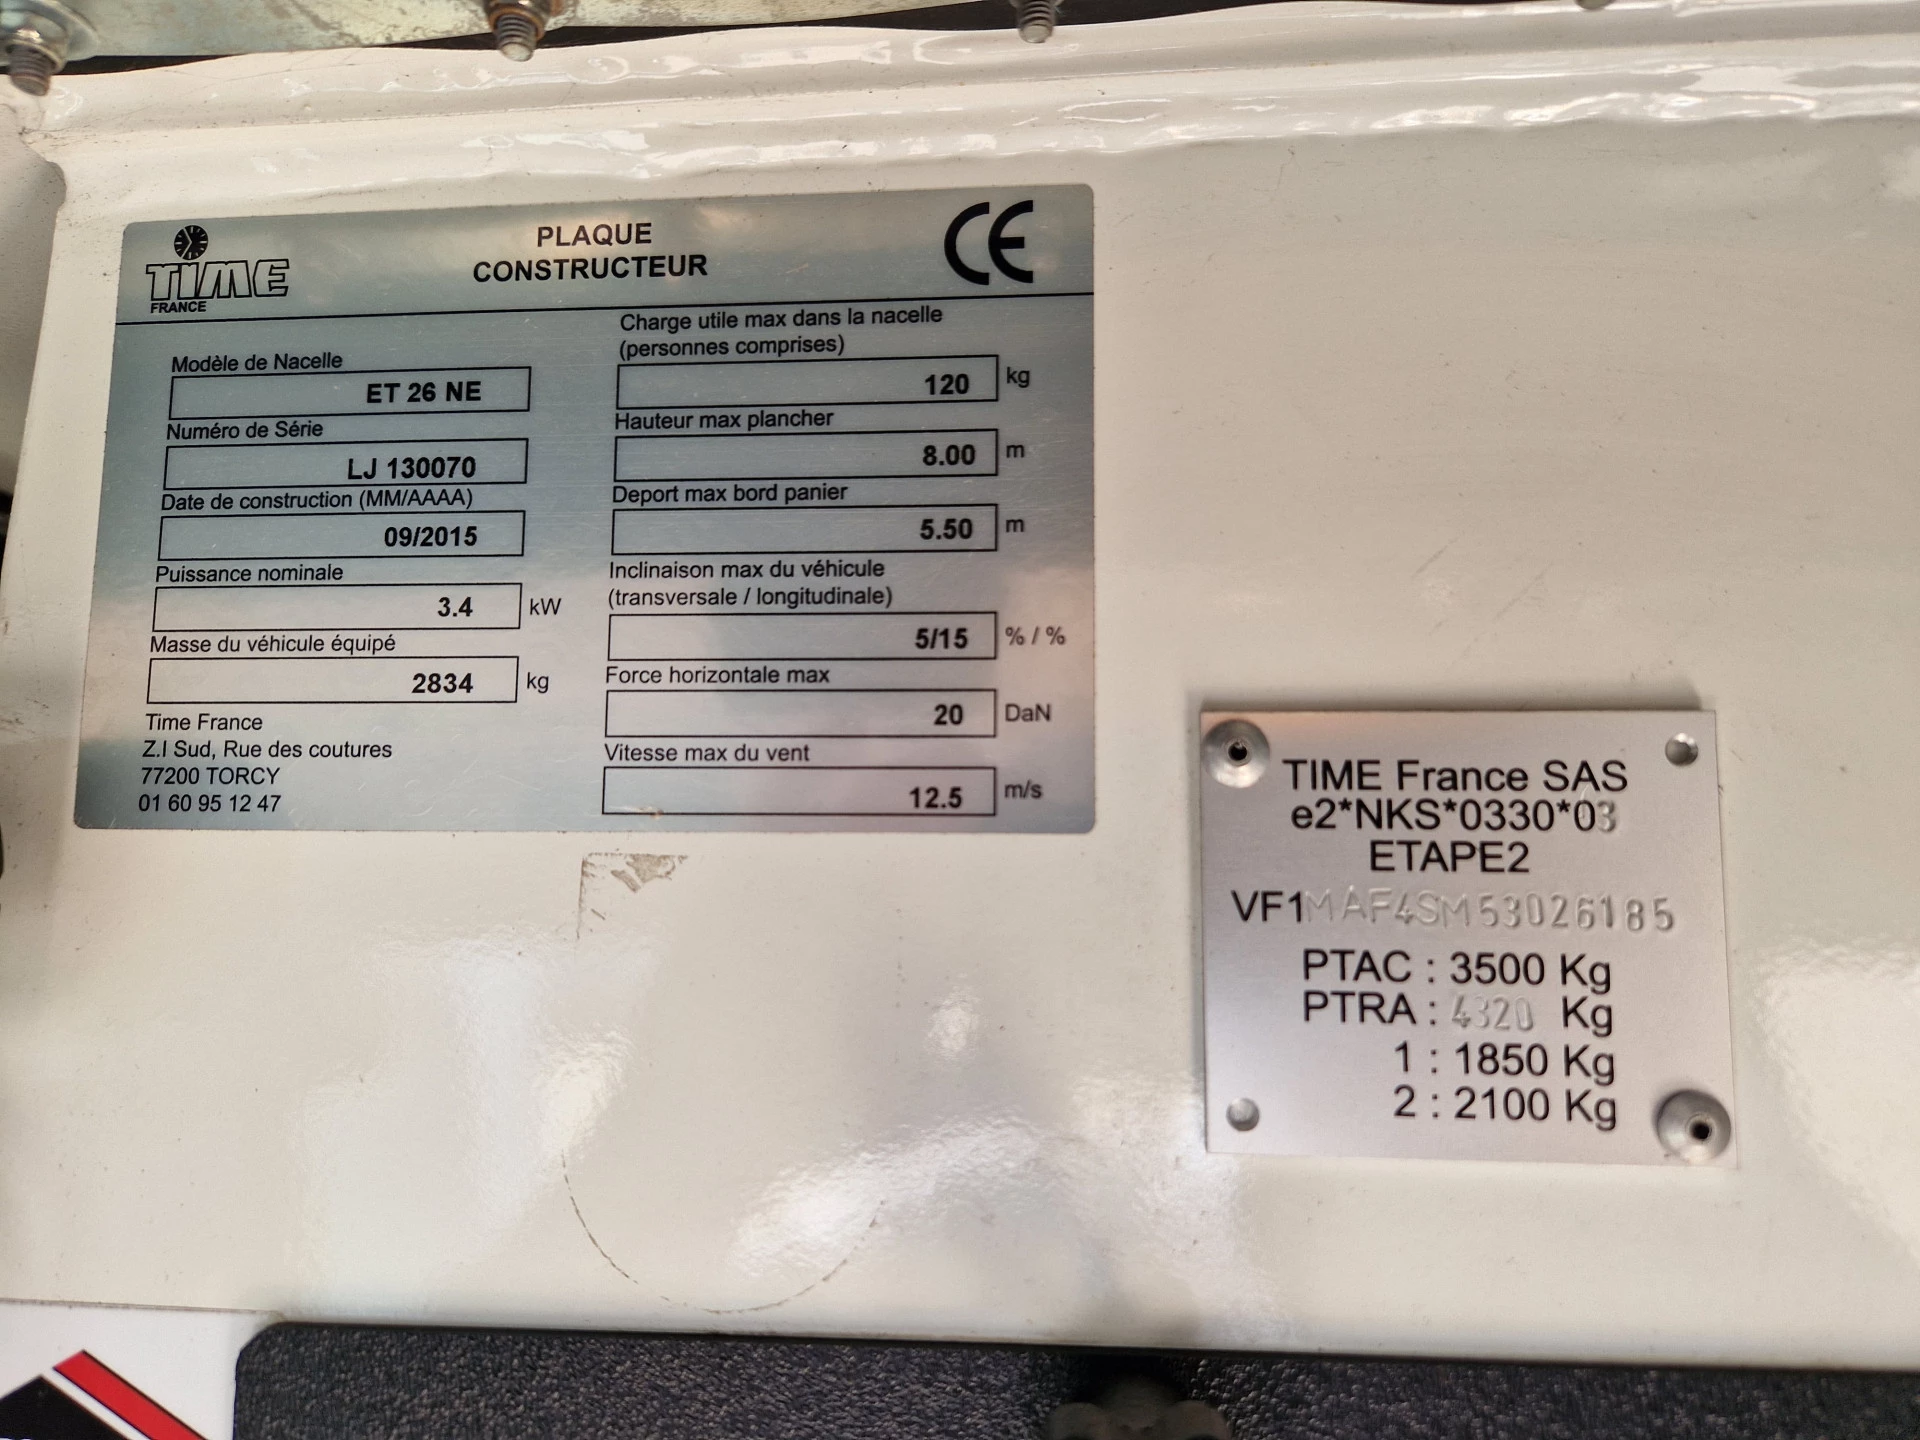 TIME
FRANCE
PLAQUE
CONSTRUCTEUR
CE
Modèle de Nacelle
ET 26 NE
Numéro de Série
LJ 130070
Date de construction (MM/AAAA)
09/2015
Puissance nominale
3.4 kW
Masse du véhicule équipé
2834 kg
Time France
Z.I Sud, Rue des coutures
77200 TORCY
01 60 95 12 47
Charge utile max dans la nacelle
(personnes comprises)
120 kg
Hauteur max plancher
8.00 m
Deport max bord panier
5.50 m
Inclinaison max du véhicule
(transversale / longitudinale)
5/15 % / %
Force horizontale max
20 DaN
Vitesse max du vent
12.5 m/s
TIME France SAS
e2*NKS*0330*03
ETAPE2
VF1MAF4SM53026185
PTAC : 3500 Kg
PTRA : 4320 Kg
1 : 1850 Kg
2 : 2100 Kg